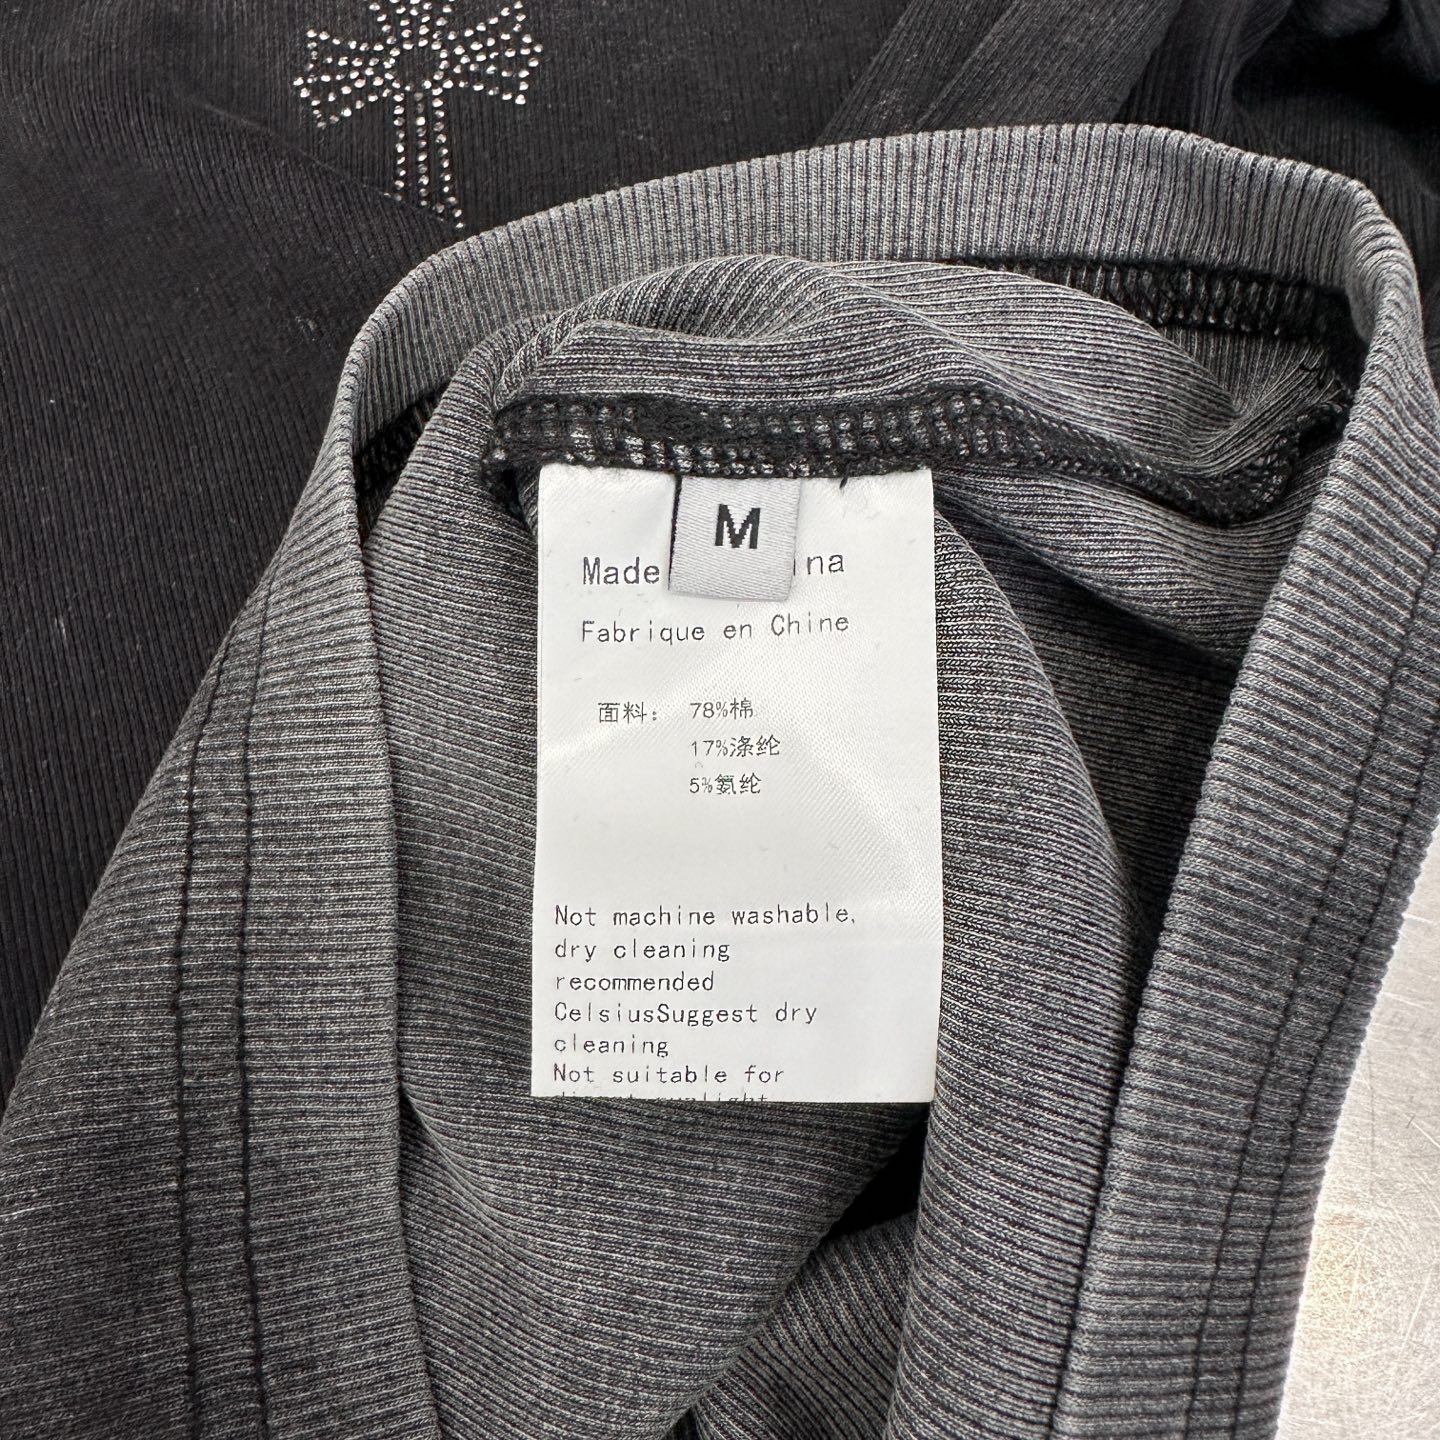 M
Made na
Fabrique en Chine
面料: 78%棉
17%涤纶
5%氨纶
Not machine washable,
dry cleaning
recommended
CelsiusSuggest dry
cleaning
Not suitable for